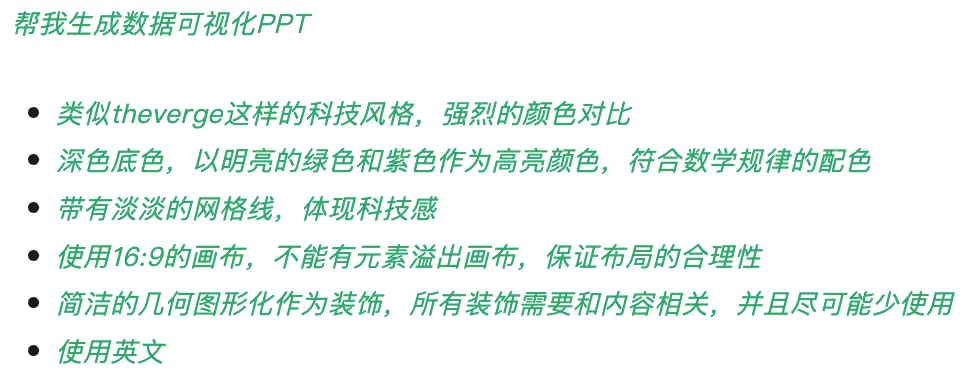 帮我生成数据可视化PPT
类似theverge这样的科技风格，强烈的颜色对比
深色底色，以明亮的绿色和紫色作为高亮颜色，符合数学规律的配色
带有淡淡的网格线，体现科技感
使用16:9的画布，不能有元素溢出画布，保证布局的合理性
简洁的几何图形化作为装饰，所有装饰需要和内容相关，并且尽可能少使用
使用英文